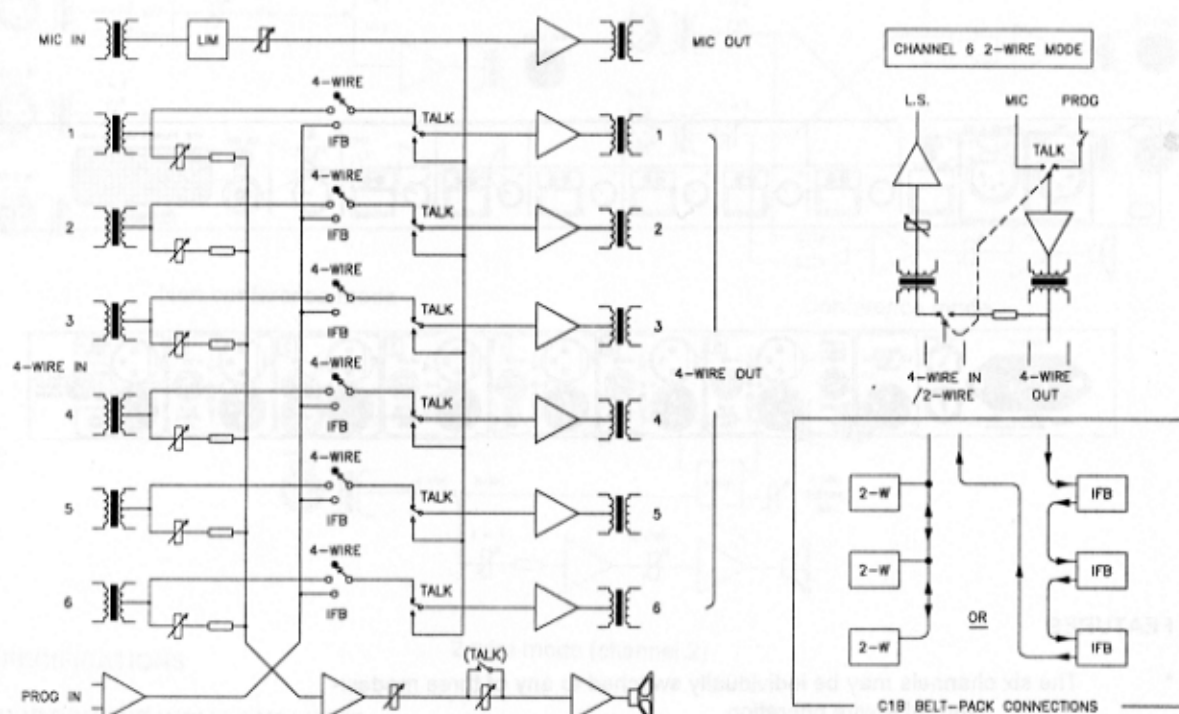 MIC IN
LIM
MIC OUT
4-WIRE
TALK
1
IFB
1
4-WIRE
TALK
2
IFB
2
4-WIRE
TALK
3
IFB
3
4-WIRE IN
4-WIRE OUT
4-WIRE
TALK
4
IFB
4
4-WIRE
TALK
5
IFB
5
4-WIRE
TALK
6
IFB
6
(TALK)
PROG IN
CHANNEL 6 2-WIRE MODE
L.S.
MIC
PROG
TALK
4-WIRE IN
/2-WIRE
4-WIRE
OUT
2-W
IFB
2-W
IFB
OR
2-W
IFB
C1B BELT-PACK CONNECTIONS